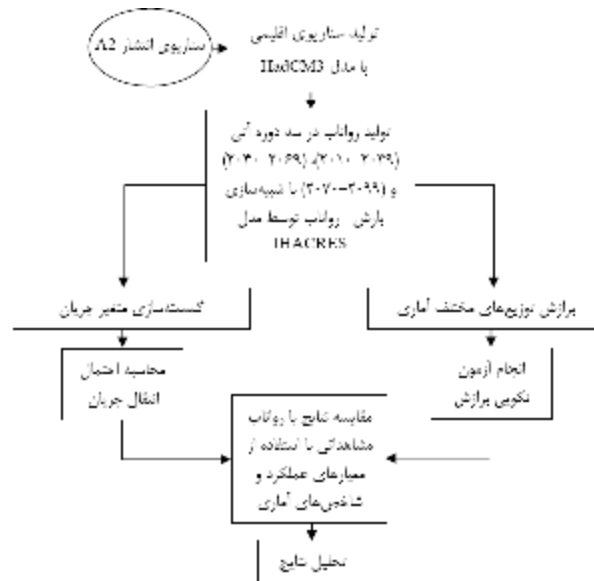 سناریوی انتشار A2
تولید سناریوی اقلیمی
با مدل HadCM3
تولید رواناب در سه دوره آتی
(۲۰۱۰-۲۰۳۹)، (۲۰۴۰-۲۰۶۹)
و (۲۰۷۰-۲۰۹۹) با شبیه‌سازی
بارش - رواناب توسط مدل
IHACRES
گسسته‌سازی متغیر جریان
برازش توزیع‌های مختلف آماری
محاسبه احتمال
انتقال جریان
انجام آزمون
نکویی برازش
مقایسه نتایج با رواناب
مشاهداتی با استفاده از
معیارهای عملکرد و
شاخص‌های آماری
تحلیل نتایج